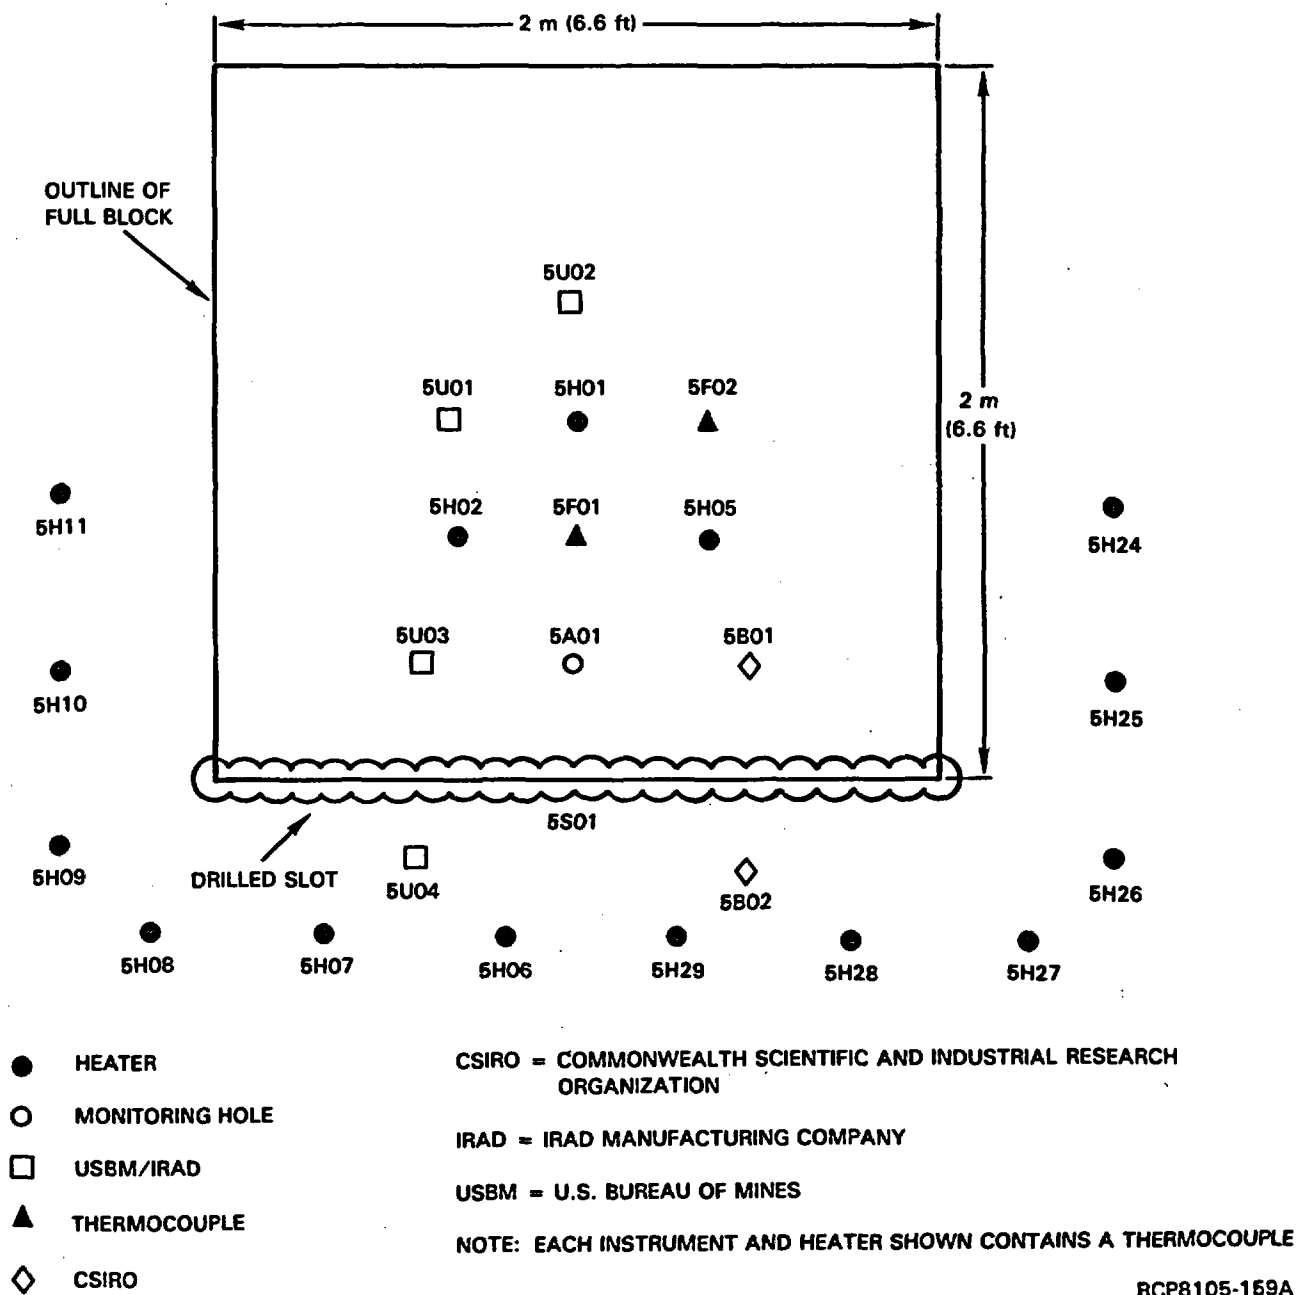 2 m (6.6 ft)
OUTLINE OF
FULL BLOCK
5U02
5U01 5H01 5F02
2 m
(6.6 ft)
5H11
5H02 5F01 5H05
5H24
5U03 5A01 5B01
5H10
5H25
5S01
5H09
DRILLED SLOT
5U04
5B02
5H26
5H08
5H07
5H06
5H29
5H28
5H27
HEATER
MONITORING HOLE
USBM/IRAD
THERMOCOUPLE
CSIRO
CSIRO = COMMONWEALTH SCIENTIFIC AND INDUSTRIAL RESEARCH
ORGANIZATION
IRAD = IRAD MANUFACTURING COMPANY
USBM = U.S. BUREAU OF MINES
NOTE: EACH INSTRUMENT AND HEATER SHOWN CONTAINS A THERMOCOUPLE
RCP8105-159A